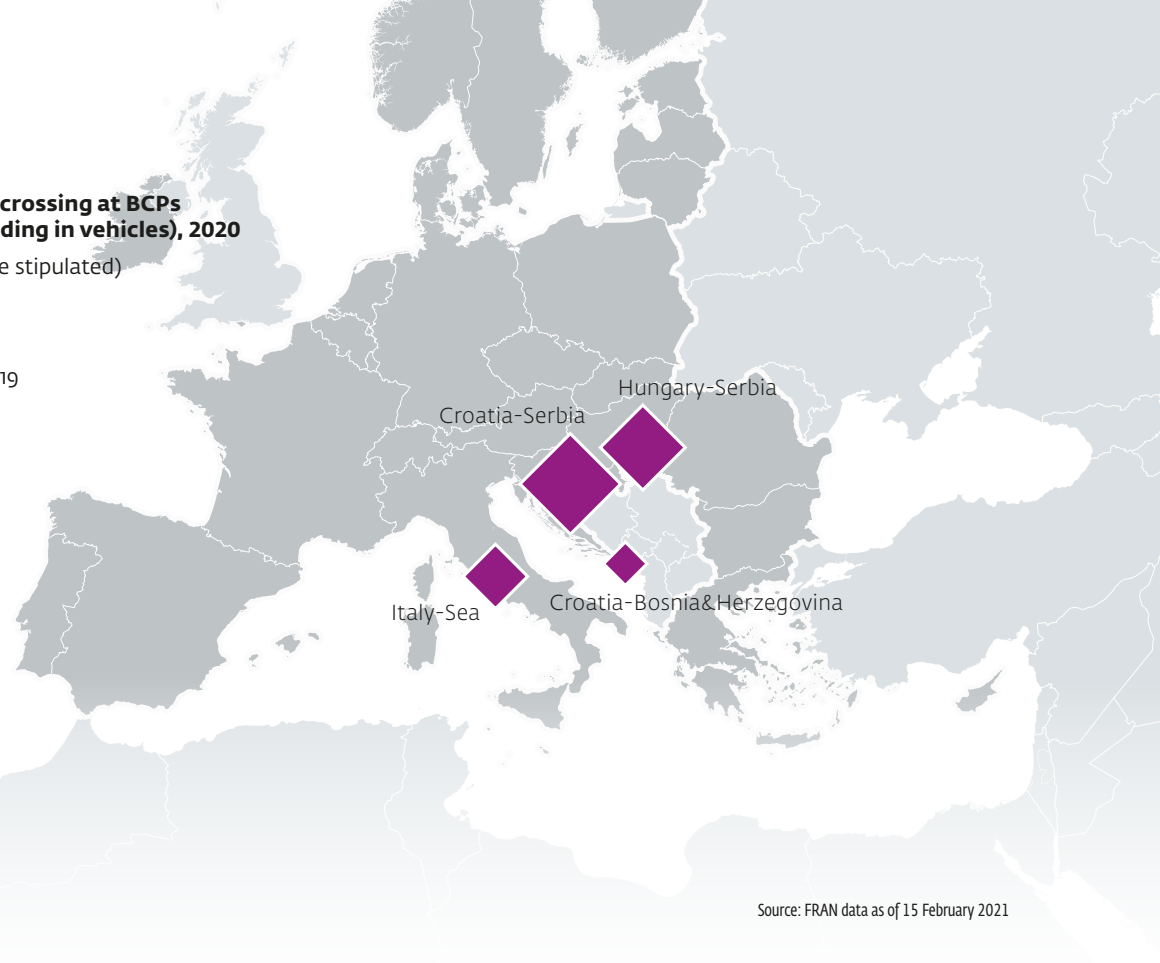 crossing at BCPs
ding in vehicles), 2020
e stipulated)
19
Hungary-Serbia
Croatia-Serbia
Croatia-Bosnia&Herzegovina
Italy-Sea
Source: FRAN data as of 15 February 2021